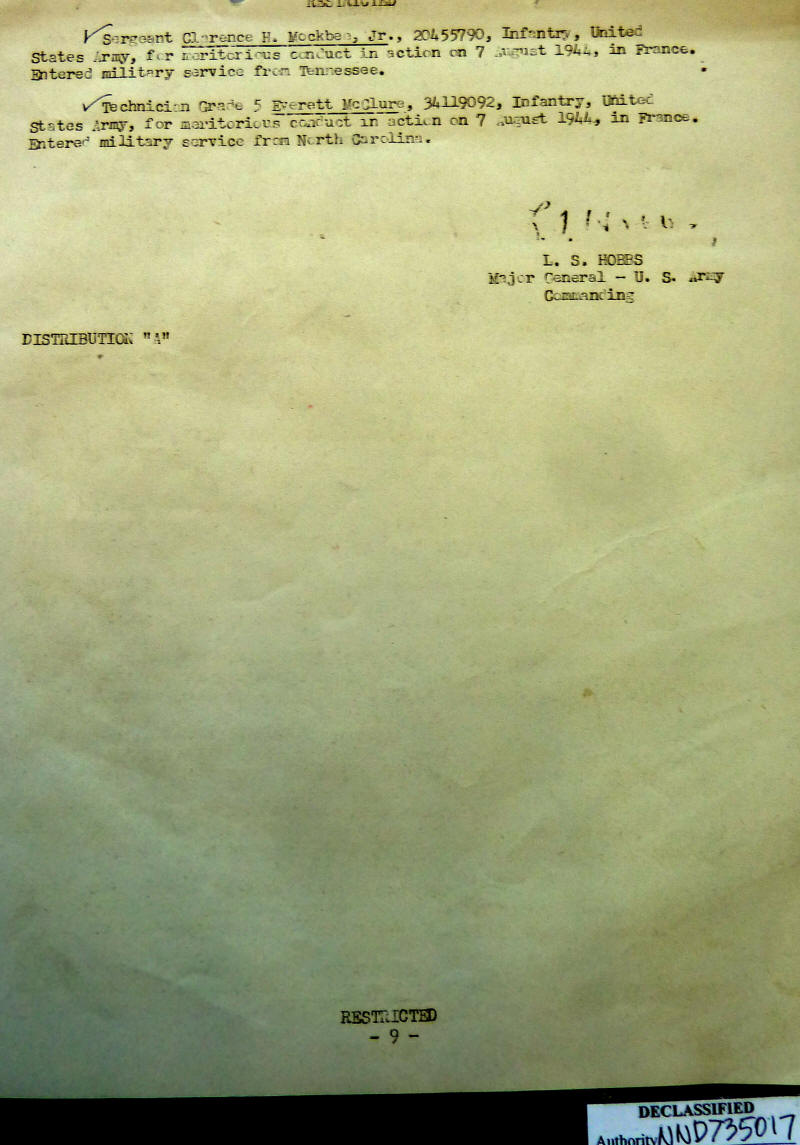 RESTRICTED
Sergeant Clarence H. Mockbee, Jr., 20455790, Infantry, United
States Army, for meritorious conduct in action on 7 August 1944, in France.
Entered military service from Tennessee.
Technician Grade 5 Everett McClure, 34119092, Infantry, United
States Army, for meritorious conduct in action on 7 August 1944, in France.
Entered military service from North Carolina.
L. S. HOBBS
Major General - U. S. Army
Commanding
DISTRIBUTION "A"
RESTRICTED
- 9 -
DECLASSIFIED
Authority NND735017